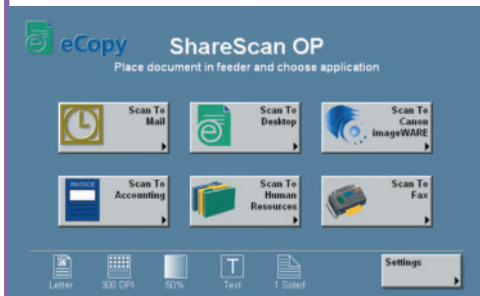 eCopy
ShareScan OP
Place document in feeder and choose application
Scan To
Mail
Scan To
Desktop
Scan To
Canon
imageWARE
INVOICE
Scan To
Accounting
Scan To
Human
Resources
Scan To
Fax
Letter
300 DPI
50%
T
Text
1 Sided
Settings